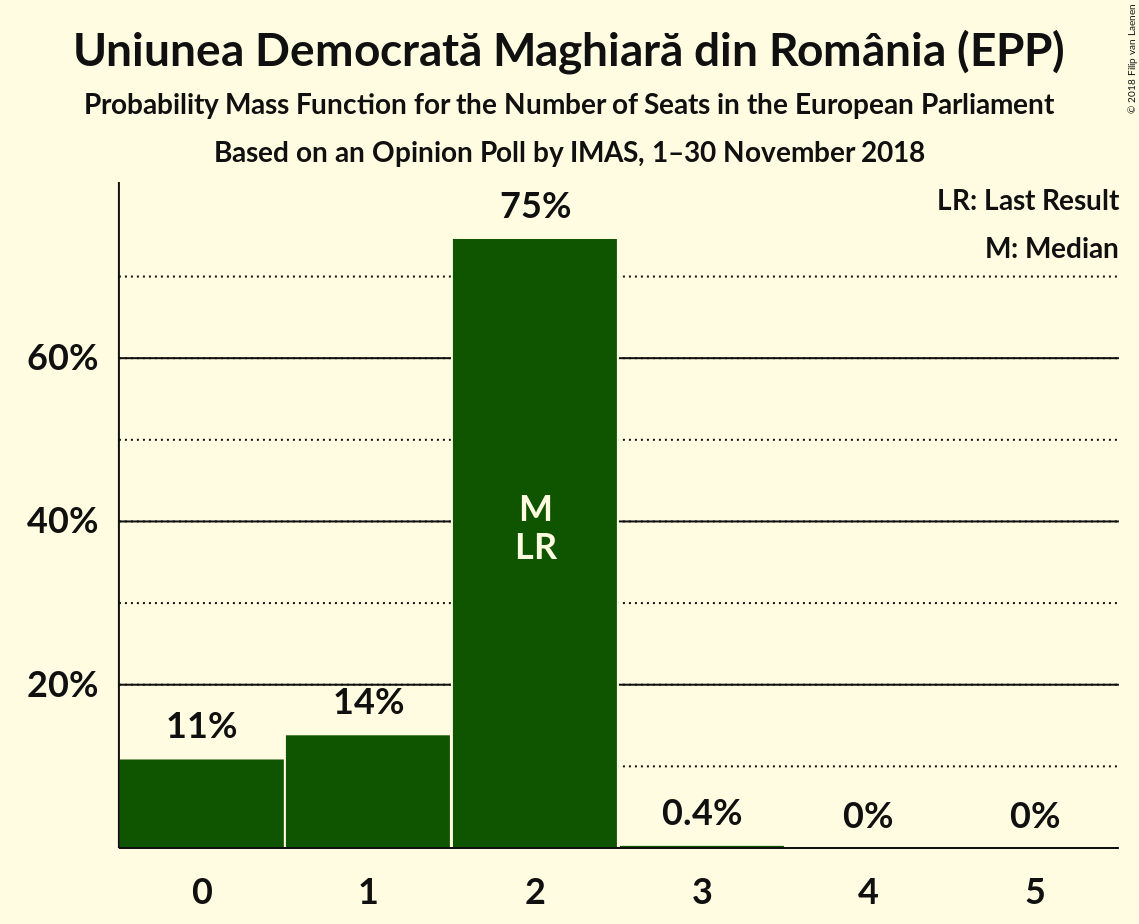 Uniunea Democrată Maghiară din România (EPP)
Probability Mass Function for the Number of Seats in the European Parliament
Based on an Opinion Poll by IMAS, 1–30 November 2018
© 2018 Filip van Laenen
LR: Last Result
M: Median
75%
60%
40%
20%
M
LR
11%
14%
0.4%
0%
0%
0
1
2
3
4
5